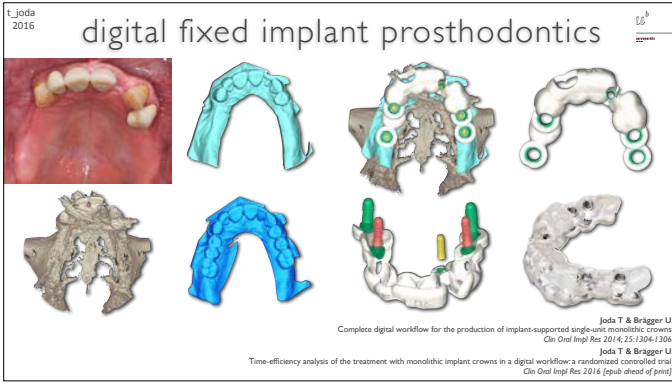 t_joda
2016
digital fixed implant prosthodontics
u^b
Joda T & Brägger U
Complete digital workflow for the production of implant-supported single-unit monolithic crowns
Clin Oral Impl Res 2014; 25:1304-1306
Joda T & Brägger U
Time-efficiency analysis of the treatment with monolithic implant crowns in a digital workflow: a randomized controlled trial
Clin Oral Impl Res 2016 [epub ahead of print]